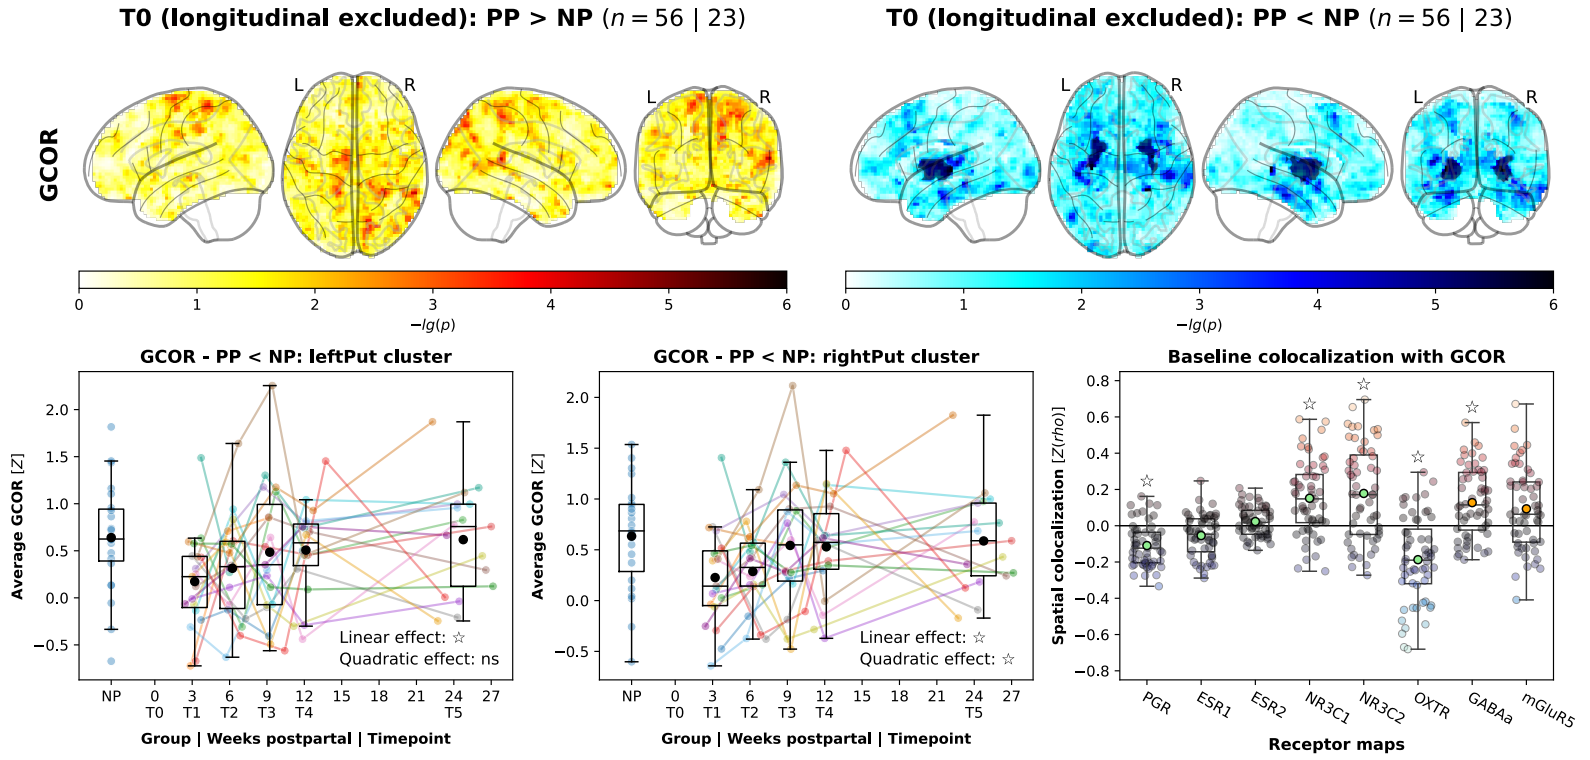 T0 (longitudinal excluded): PP > NP (n = 56 | 23)
T0 (longitudinal excluded): PP < NP (n = 56 | 23)
GCOR
L R L R
L R L R
0 1 2 3 4 5 6
−lg(p)
0 1 2 3 4 5 6
−lg(p)
GCOR - PP < NP: leftPut cluster
Average GCOR [Z]
2.0
1.5
1.0
0.5
0.0
−0.5
Linear effect: ☆
Quadratic effect: ns
NP 0 3 6 9 12 15 18 21 24 27
T0 T1 T2 T3 T4 T5
Group | Weeks postpartal | Timepoint
GCOR - PP < NP: rightPut cluster
Average GCOR [Z]
2.0
1.5
1.0
0.5
0.0
−0.5
Linear effect: ☆
Quadratic effect: ☆
NP 0 3 6 9 12 15 18 21 24 27
T0 T1 T2 T3 T4 T5
Group | Weeks postpartal | Timepoint
Baseline colocalization with GCOR
Spatial colocalization [Z(rho)]
0.8
0.6
0.4
0.2
0.0
−0.2
−0.4
−0.6
−0.8
☆ ☆ ☆ ☆ ☆
PGR ESR1 ESR2 NR3C1 NR3C2 OXTR GABAa mGluR5
Receptor maps